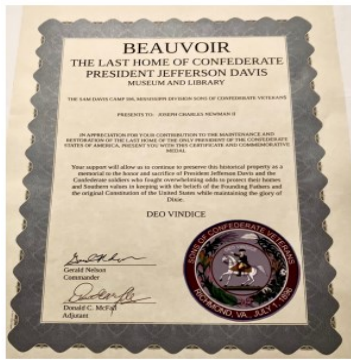 BEAUVOIR
THE LAST HOME OF CONFEDERATE
PRESIDENT JEFFERSON DAVIS
MUSEUM AND LIBRARY
THE SAM DAVIS CAMP 596, MISSISSIPPI DIVISION SONS OF CONFEDERATE VETERANS
PRESENTS TO: JOSEPH CHARLES NEWMAN II
IN APPRECIATION FOR YOUR CONTRIBUTION TO THE MAINTENANCE AND
RESTORATION OF THE LAST HOME OF THE ONLY PRESIDENT OF THE CONFEDERATE
STATES OF AMERICA, PRESENT YOU WITH THIS CERTIFICATE AND COMMEMORATIVE
MEDAL
Your support will allow us to continue to preserve this historical property as a
memorial to the honor and sacrifice of President Jefferson Davis and the
Confederate soldiers who fought overwhelming odds to protect their homes
and Southern values in keeping with the beliefs of the Founding Fathers and
the original Constitution of the United States while maintaining the glory of
Dixie.
DEO VINDICE
SONS OF CONFEDERATE VETERANS
RICHMOND, VA., JULY 1, 1896
Gerald Nelson
Commander
Donald C. McFall
Adjutant